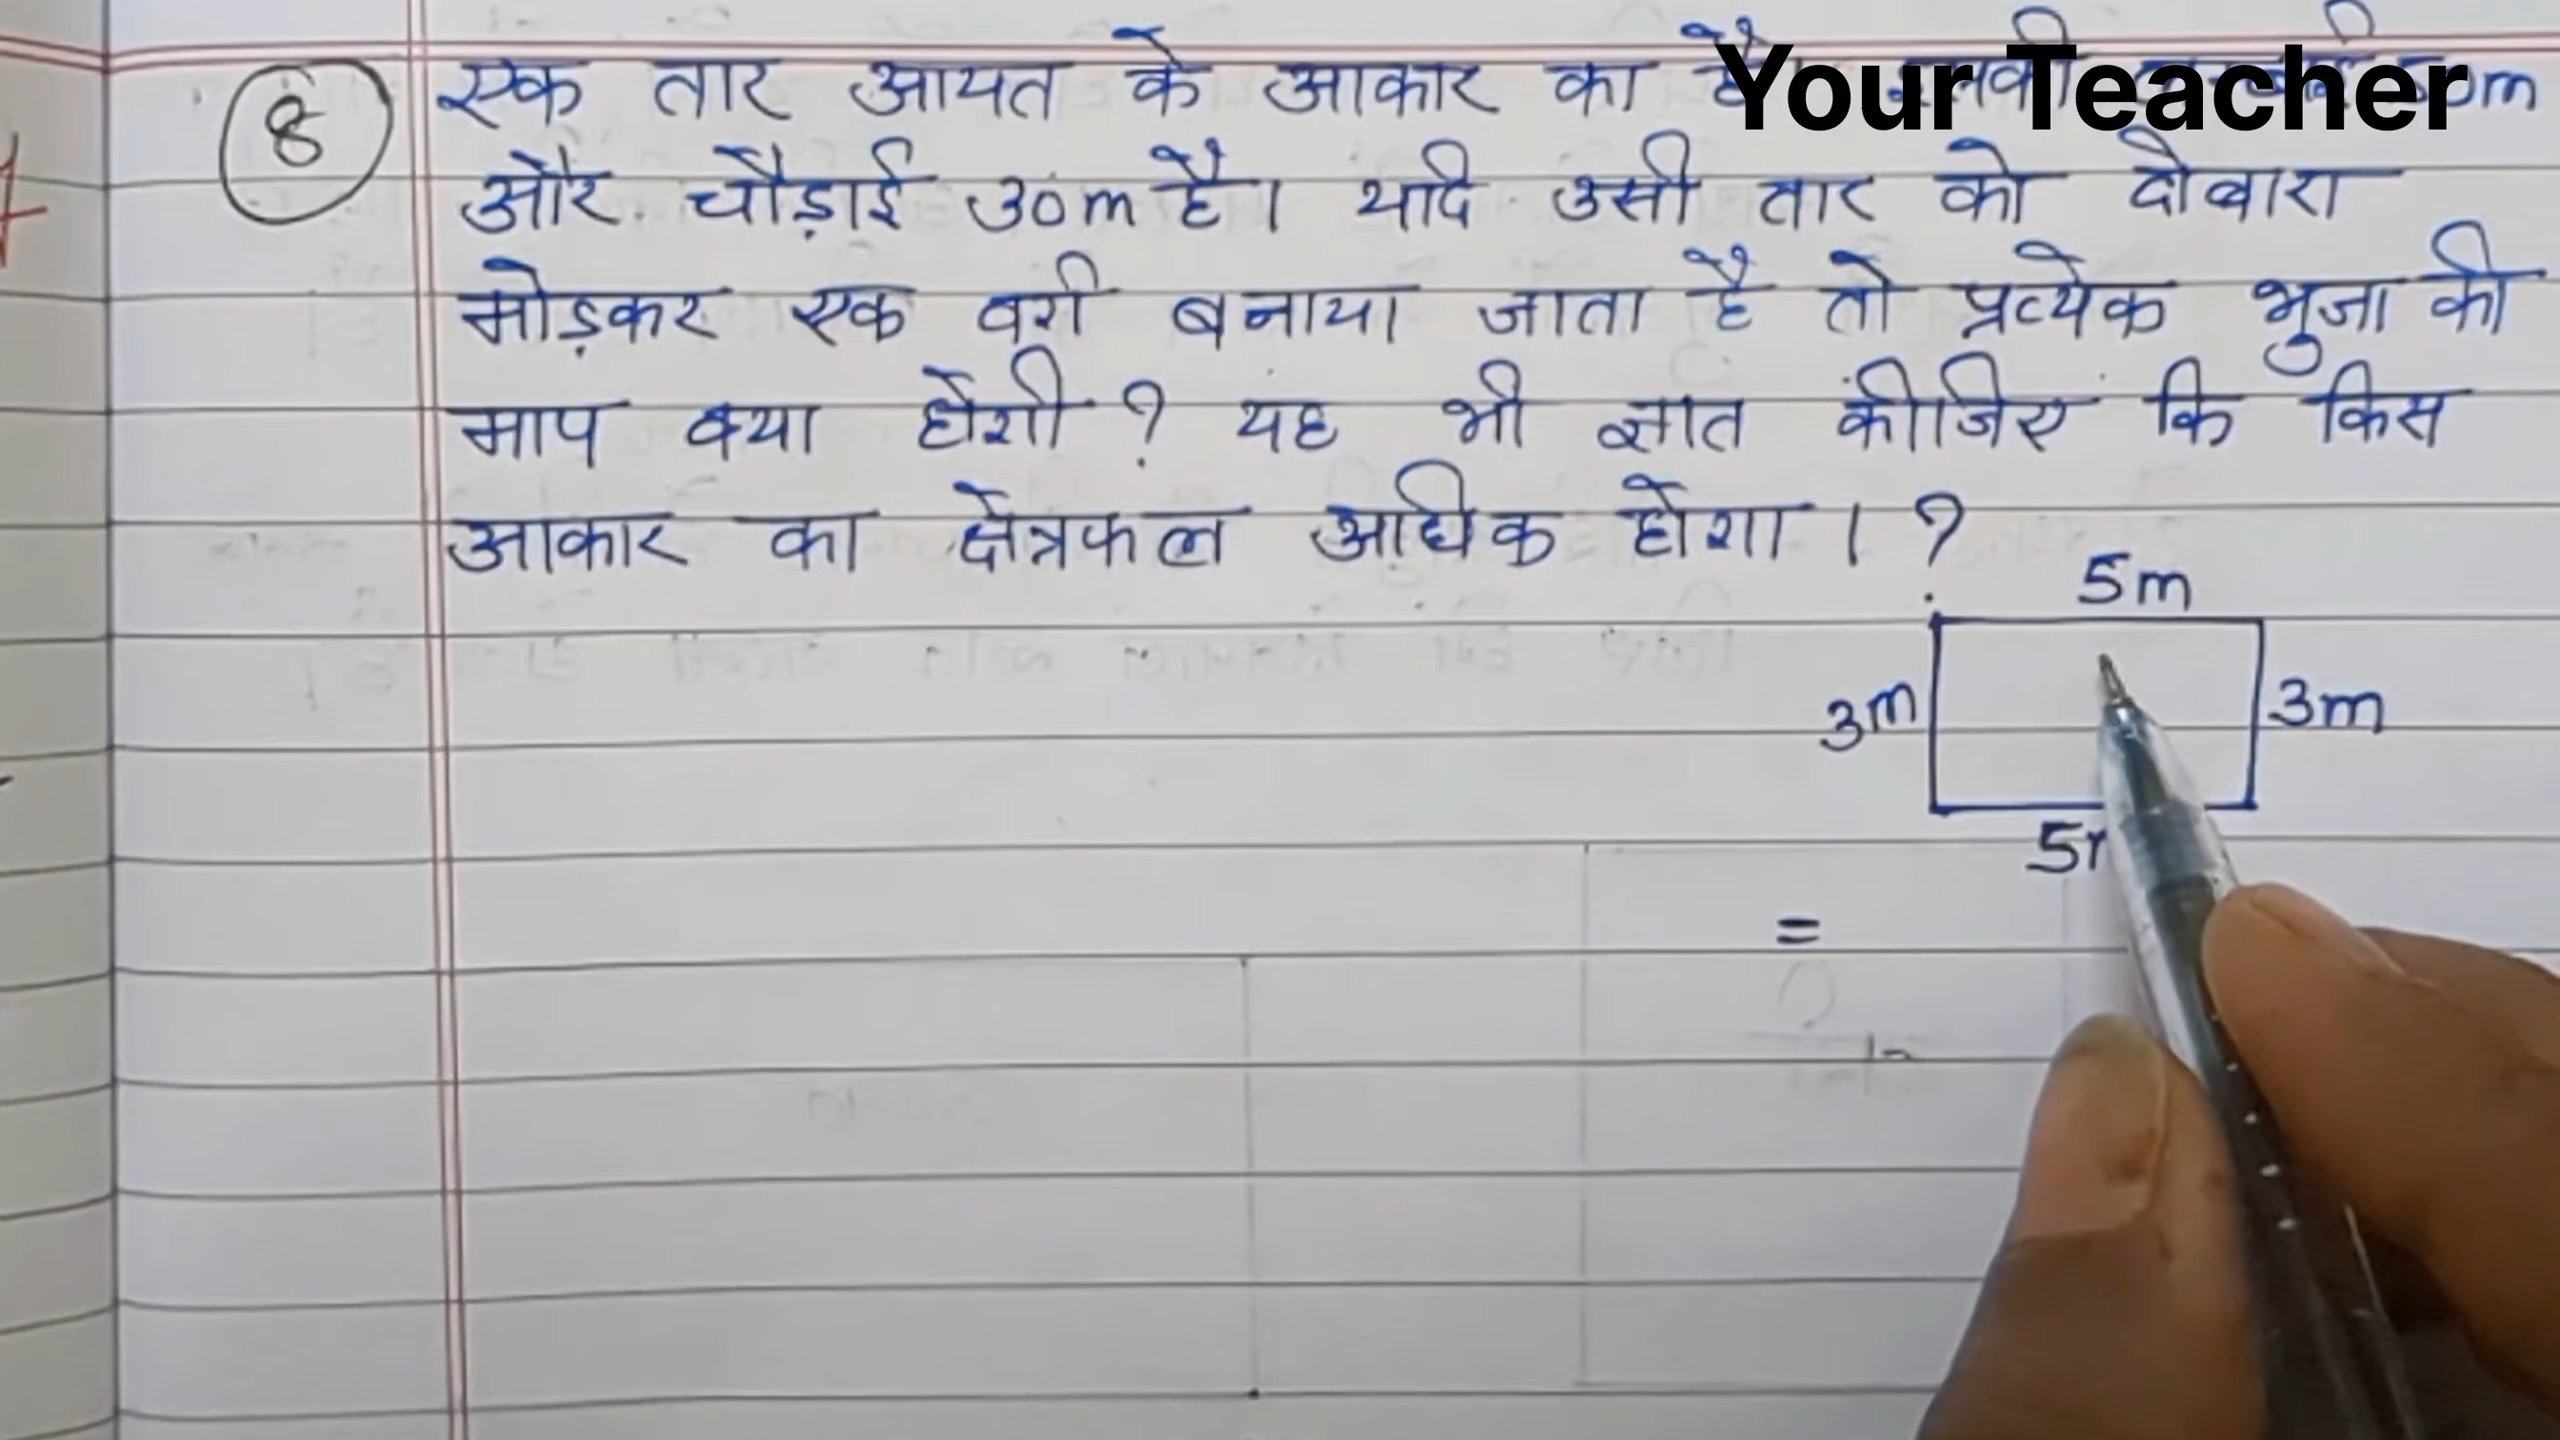 8
एक तार आयत के आकार का है
Your Teacher
और चौड़ाई 30m है। यदि उसी तार को दोबारा
मोड़कर एक वर्ग बनाया जाता है तो प्रत्येक भुजा की
माप क्या होगी? यह भी ज्ञात कीजिए कि किस
आकार का क्षेत्रफल अधिक होगा।?
5m
3m
3m
=